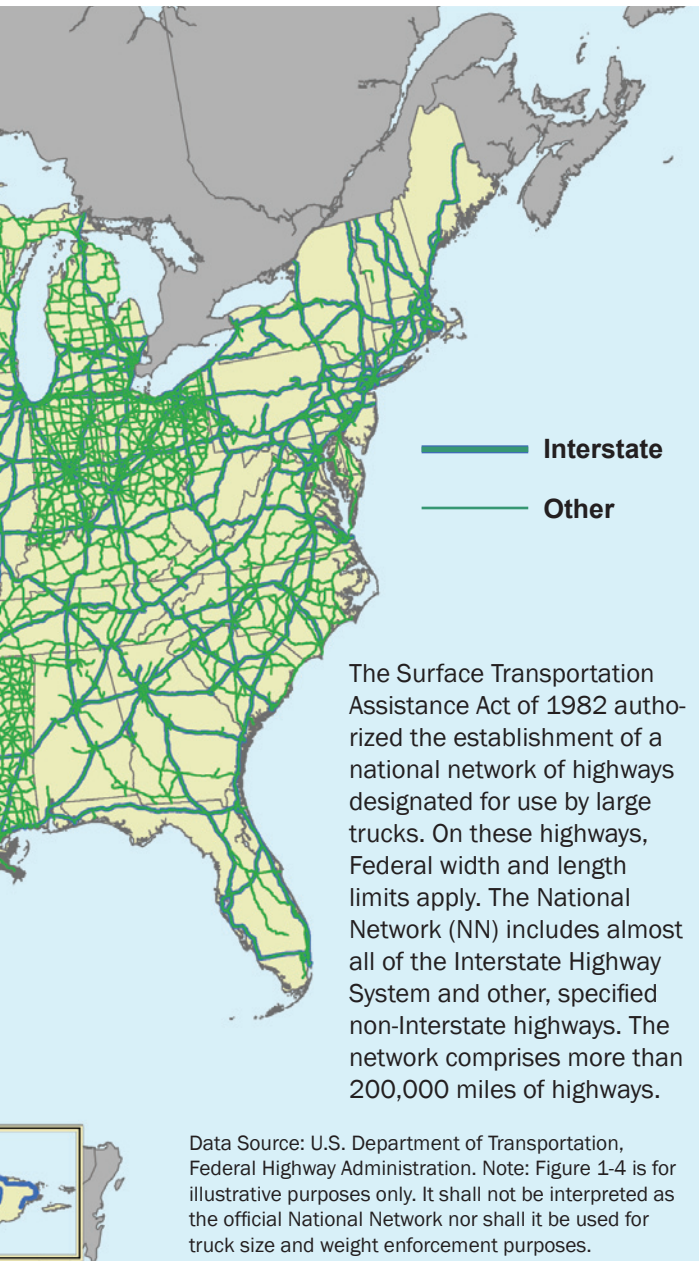 Interstate
Other
The Surface Transportation
Assistance Act of 1982 autho-
rized the establishment of a
national network of highways
designated for use by large
trucks. On these highways,
Federal width and length
limits apply. The National
Network (NN) includes almost
all of the Interstate Highway
System and other, specified
non-Interstate highways. The
network comprises more than
200,000 miles of highways.
Data Source: U.S. Department of Transportation,
Federal Highway Administration. Note: Figure 1-4 is for
illustrative purposes only. It shall not be interpreted as
the official National Network nor shall it be used for
truck size and weight enforcement purposes.